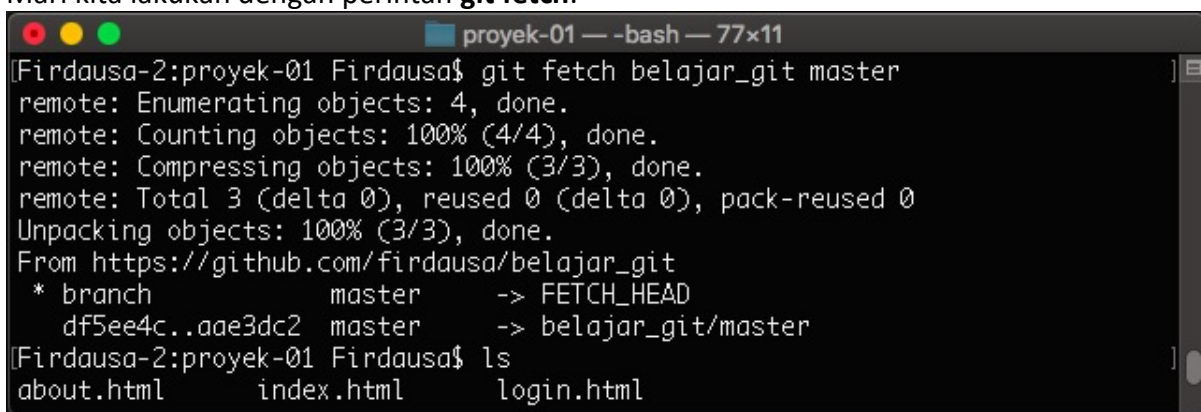 Mari kita lakukan dengan perintah git fetch.
proyek-01 — -bash — 77×11
[Firdausa-2:proyek-01 Firdausa$ git fetch belajar_git master ]
remote: Enumerating objects: 4, done.
remote: Counting objects: 100% (4/4), done.
remote: Compressing objects: 100% (3/3), done.
remote: Total 3 (delta 0), reused 0 (delta 0), pack-reused 0
Unpacking objects: 100% (3/3), done.
From https://github.com/firdausa/belajar_git
 * branch            master     -> FETCH_HEAD
   df5ee4c..aae3dc2  master     -> belajar_git/master
[Firdausa-2:proyek-01 Firdausa$ ls ]
about.html      index.html      login.html